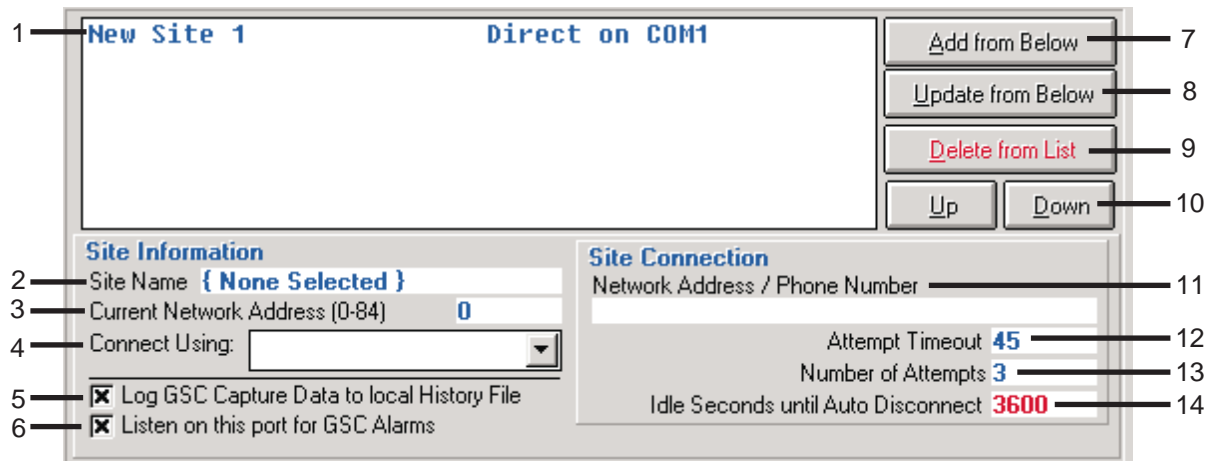 1 New Site 1 Direct on COM1
Add from Below 7
Update from Below 8
Delete from List 9
Up Down 10
Site Information
2 Site Name { None Selected }
3 Current Network Address (0-84) 0
4 Connect Using:
5 Log GSC Capture Data to local History File
6 Listen on this port for GSC Alarms
Site Connection
Network Address / Phone Number 11
Attempt Timeout 45 12
Number of Attempts 3 13
Idle Seconds until Auto Disconnect 3600 14